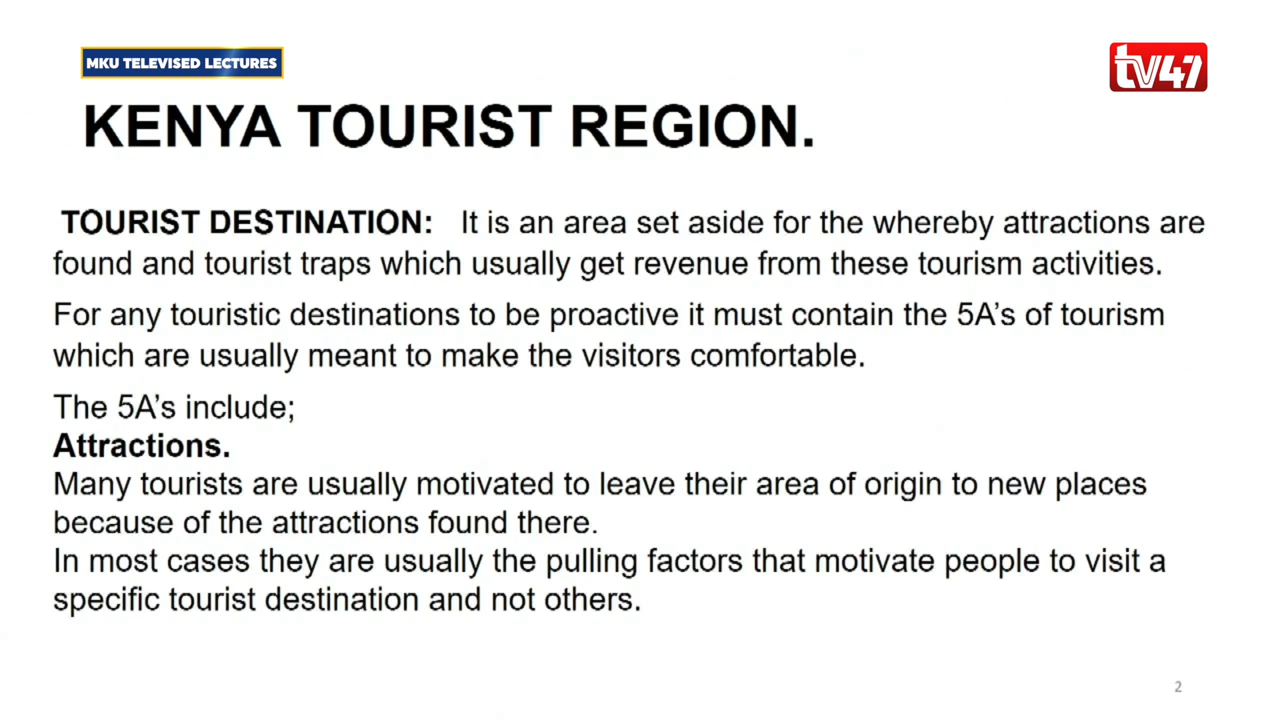 MKU TELEVISED LECTURES
tv47
KENYA TOURIST REGION.
TOURIST DESTINATION: It is an area set aside for the whereby attractions are
found and tourist traps which usually get revenue from these tourism activities.
For any touristic destinations to be proactive it must contain the 5A’s of tourism
which are usually meant to make the visitors comfortable.
The 5A’s include;
Attractions.
Many tourists are usually motivated to leave their area of origin to new places
because of the attractions found there.
In most cases they are usually the pulling factors that motivate people to visit a
specific tourist destination and not others.
2